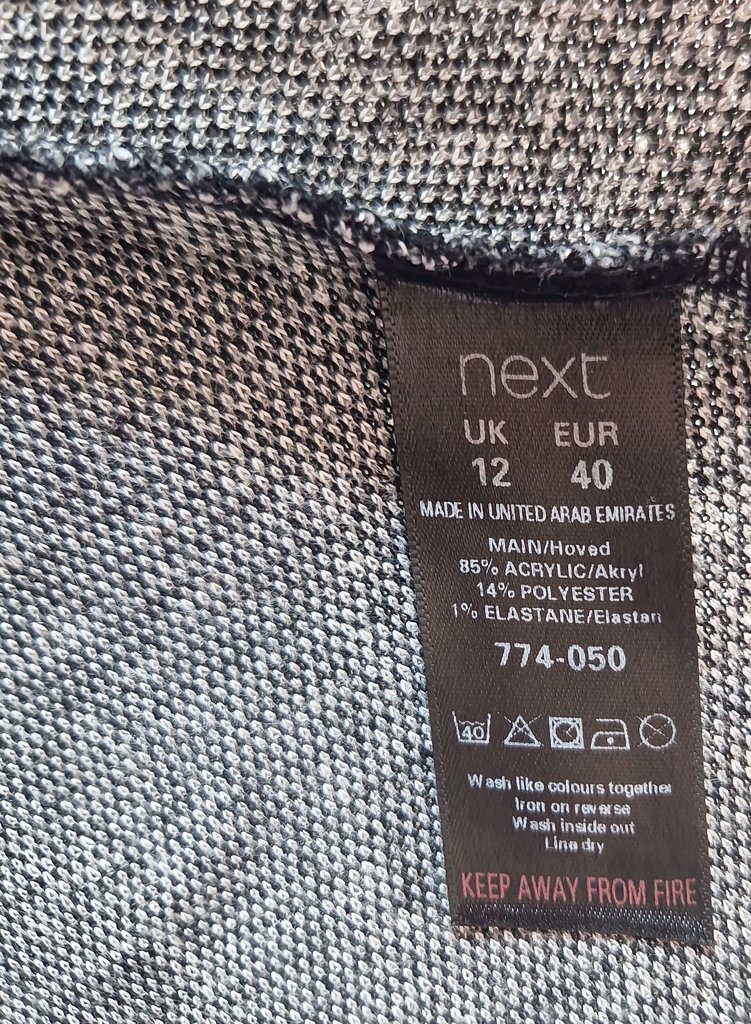 next
UK EUR
12 40
MADE IN UNITED ARAB EMIRATES
MAIN/Hoved
85% ACRYLIC/Akryl
14% POLYESTER
1% ELASTANE/Elastan
774-050
40
Wash like colours together
Iron on reverse
Wash inside out
Line dry
KEEP AWAY FROM FIRE